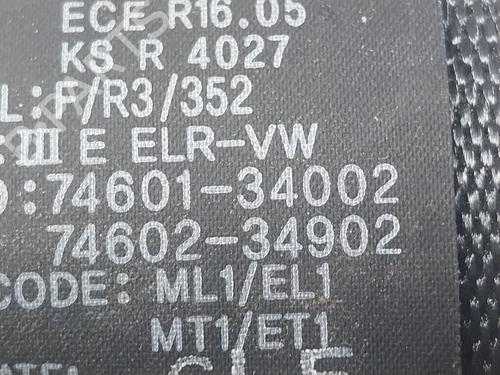 ECE R16.05
KS R 4027
L:F/R3/352
.III E ELR-VW
:74601-34002
74602-34902
CODE: ML1/EL1
MT1/ET1